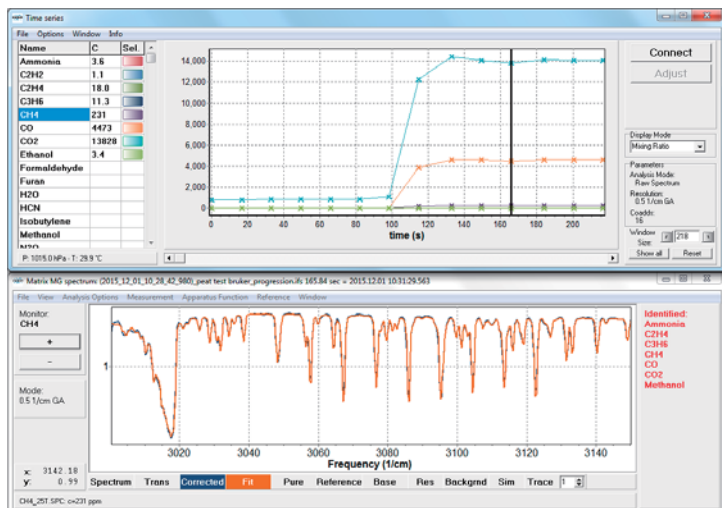 Time series
File Options Window Info
Name C Sel.
Ammonia 3.6
C2H2 1.1
C2H4 18.0
C3H6 11.3
CH4 231
CO 4473
CO2 13828
Ethanol 3.4
Formaldehyde
Furan
H2O
HCN
Isobutylene
Methanol
N2O
P: 1015.0 hPa - T: 29.9 °C
14,000
12,000
10,000
8,000
6,000
4,000
2,000
0
0 20 40 60 80 100 120 140 160 180 200
time (s)
Connect
Adjust
Display Mode
Mixing Ratio
Parameters
Analysis Mode:
Raw Spectrum
Resolution:
0.5 1/cm GA
Coadds:
16
Window Size: 218
Show all Reset
Matrix MG spectrum: (2015_12_01_10_28_42_980)_peat test bruker_progression.ifs 165.84 sec = 2015.12.01 10:31:29.563
File View Analysis Options Measurement Apparatus Function Reference Window
Monitor:
CH4
+
-
Mode:
0.5 1/cm GA
x: 3142.18
y: 0.99
1
3020 3040 3050 3060 3070 3080 3090 3100 3110 3120 3130 3140
Frequency (1/cm)
Identified:
Ammonia
C2H4
C3H6
CH4
CO
CO2
Methanol
Spectrum Trans Corrected Fit Pure Reference Base Res Backgrnd Sim Trace 1
CH4_25T.SPC: c=231 ppm